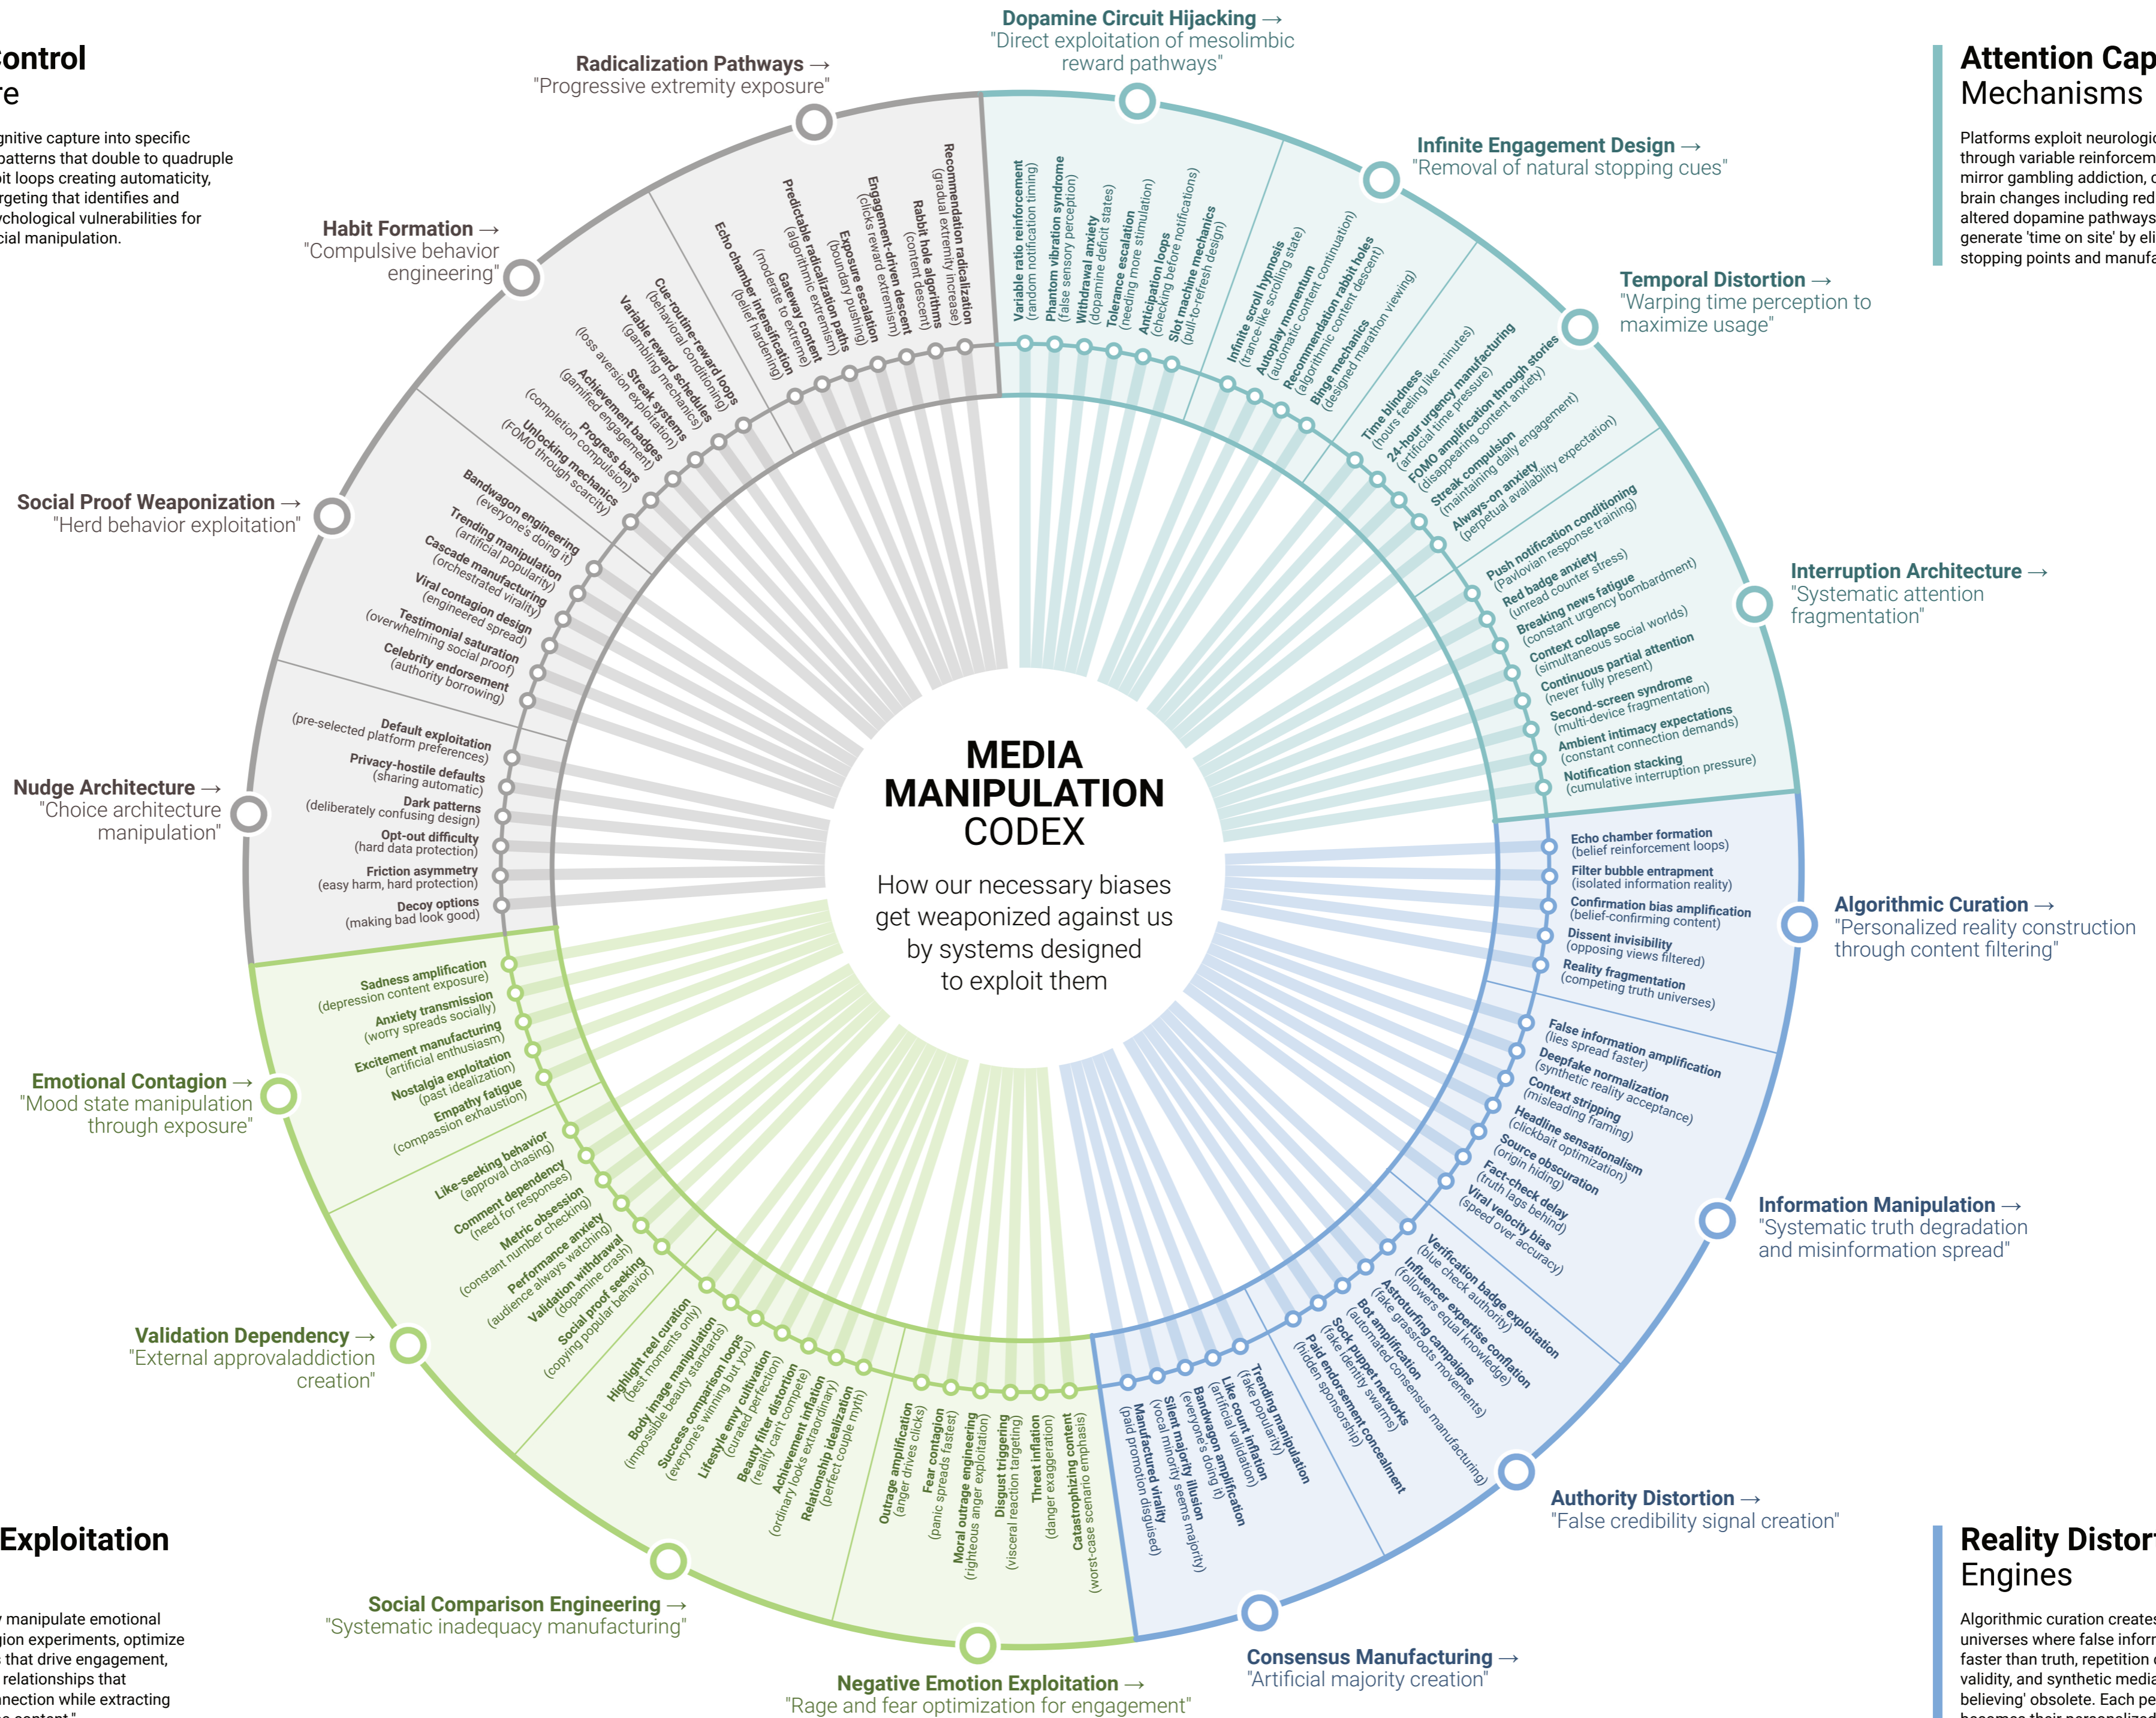 MEDIA
MANIPULATION
CODEX
How our necessary biases
get weaponized against us
by systems designed
to exploit them
Attention Cap
Mechanisms
Platforms exploit neurologic
through variable reinforcem
mirror gambling addiction, c
brain changes including red
altered dopamine pathways
generate 'time on site' by eli
stopping points and manufa
Dopamine Circuit Hijacking →
"Direct exploitation of mesolimbic
reward pathways"
Variable ratio reinforcement
(random notification timing)
Phantom vibration syndrome
(false sensory perception)
Withdrawal anxiety
(dopamine deficit states)
Tolerance escalation
(needing more stimulation)
Anticipation loops
(checking before notifications)
Slot machine mechanics
(pull-to-refresh design)
Infinite Engagement Design →
"Removal of natural stopping cues"
Infinite scroll hypnosis
(trance-like scrolling state)
Autoplay momentum
(automatic content continuation)
Recommendation rabbit holes
(algorithmic content descent)
Binge mechanics
(designed marathon viewing)
Temporal Distortion →
"Warping time perception to
maximize usage"
Time blindness
(hours feeling like minutes)
24-hour urgency manufacturing
(artificial time pressure)
FOMO amplification through stories
(disappearing content anxiety)
Streak compulsion
(maintaining daily engagement)
Always-on anxiety
(perpetual availability expectation)
Interruption Architecture →
"Systematic attention
fragmentation"
Push notification conditioning
(Pavlovian response training)
Red badge anxiety
(unread counter stress)
Breaking news fatigue
(constant urgency bombardment)
Context collapse
(simultaneous social worlds)
Continuous partial attention
(never fully present)
Second-screen syndrome
(multi-device fragmentation)
Ambient intimacy expectations
(constant connection demands)
Notification stacking
(cumulative interruption pressure)
Algorithmic Curation →
"Personalized reality construction
through content filtering"
Echo chamber formation
(belief reinforcement loops)
Filter bubble entrapment
(isolated information reality)
Confirmation bias amplification
(belief-confirming content)
Dissent invisibility
(opposing views filtered)
Reality fragmentation
(competing truth universes)
Information Manipulation →
"Systematic truth degradation
and misinformation spread"
False information amplification
(lies spread faster)
Deepfake normalization
(synthetic reality acceptance)
Context stripping
(misleading framing)
Headline sensationalism
(clickbait optimization)
Source obscuration
(origin hiding)
Fact-check delay
(truth lags behind)
Viral velocity bias
(speed over accuracy)
Authority Distortion →
"False credibility signal creation"
Verification badge exploitation
(blue check authority)
Influencer expertise conflation
(followers equal knowledge)
Astroturfing campaigns
(fake grassroots movements)
Bot amplification
(automated consensus manufacturing)
Sock puppet networks
(fake identity swarms)
Paid endorsement concealment
(hidden sponsorship)
Consensus Manufacturing →
"Artificial majority creation"
Trending manipulation
(fake popularity)
Like count inflation
(artificial validation)
Bandwagon amplification
(everyone's doing it)
Silent majority illusion
(vocal minority seems majority)
Manufactured virality
(paid promotion disguised)
Reality Distor
Engines
Algorithmic curation creates
universes where false inforr
faster than truth, repetition c
validity, and synthetic media
believing' obsolete. Each pe
becomes their personalized
Negative Emotion Exploitation →
"Rage and fear optimization for engagement"
Catastrophizing content
(worst-case scenario emphasis)
Threat inflation
(danger exaggeration)
Disgust triggering
(visceral reaction targeting)
Moral outrage engineering
(righteous anger exploitation)
Fear contagion
(panic spreads fastest)
Outrage amplification
(anger drives clicks)
Social Comparison Engineering →
"Systematic inadequacy manufacturing"
Relationship idealization
(perfect couple myth)
Achievement inflation
(ordinary looks extraordinary)
Beauty filter distortion
(reality can't compete)
Lifestyle envy cultivation
(curated perfection)
Success comparison loops
(everyone's winning but you)
Body image manipulation
(impossible beauty standards)
Highlight reel curation
(best moments only)
Validation Dependency →
"External approvaladdiction
creation"
Social proof seeking
(copying popular behavior)
Validation withdrawal
(dopamine crash)
Performance anxiety
(audience always watching)
Metric obsession
(constant number checking)
Comment dependency
(need for responses)
Like-seeking behavior
(approval chasing)
Emotional Contagion →
"Mood state manipulation
through exposure"
Empathy fatigue
(compassion exhaustion)
Nostalgia exploitation
(past idealization)
Excitement manufacturing
(artificial enthusiasm)
Anxiety transmission
(worry spreads socially)
Sadness amplification
(depression content exposure)
Exploitation
y manipulate emotional
gion experiments, optimize
s that drive engagement,
relationships that
nnection while extracting
Nudge Architecture →
"Choice architecture
manipulation"
Decoy options
(making bad look good)
Friction asymmetry
(easy harm, hard protection)
Opt-out difficulty
(hard data protection)
Dark patterns
(deliberately confusing design)
Privacy-hostile defaults
(sharing automatic)
Default exploitation
(pre-selected platform preferences)
Social Proof Weaponization →
"Herd behavior exploitation"
Celebrity endorsement
(authority borrowing)
Testimonial saturation
(overwhelming social proof)
Viral contagion design
(engineered spread)
Cascade manufacturing
(orchestrated virality)
Trending manipulation
(artificial popularity)
Bandwagon engineering
(everyone's doing it)
Habit Formation →
"Compulsive behavior
engineering"
Unlocking mechanics
(FOMO through scarcity)
Progress bars
(completion compulsion)
Achievement badges
(gamified engagement)
Streak systems
(loss aversion exploitation)
Variable reward schedules
(gambling mechanics)
Cue-routine-reward loops
(behavioral conditioning)
Radicalization Pathways →
"Progressive extremity exposure"
Echo chamber intensification
(belief hardening)
Gateway content
(moderate to extreme)
Predictable radicalization paths
(algorithmic extremism)
Exposure escalation
(boundary pushing)
Engagement-driven descent
(clicks reward extremism)
Rabbit hole algorithms
(content descent)
Recommendation radicalization
(gradual extremity increase)
ontrol
re
gnitive capture into specific
patterns that double to quadruple
bit loops creating automaticity,
rgeting that identifies and
ychological vulnerabilities for
cial manipulation.